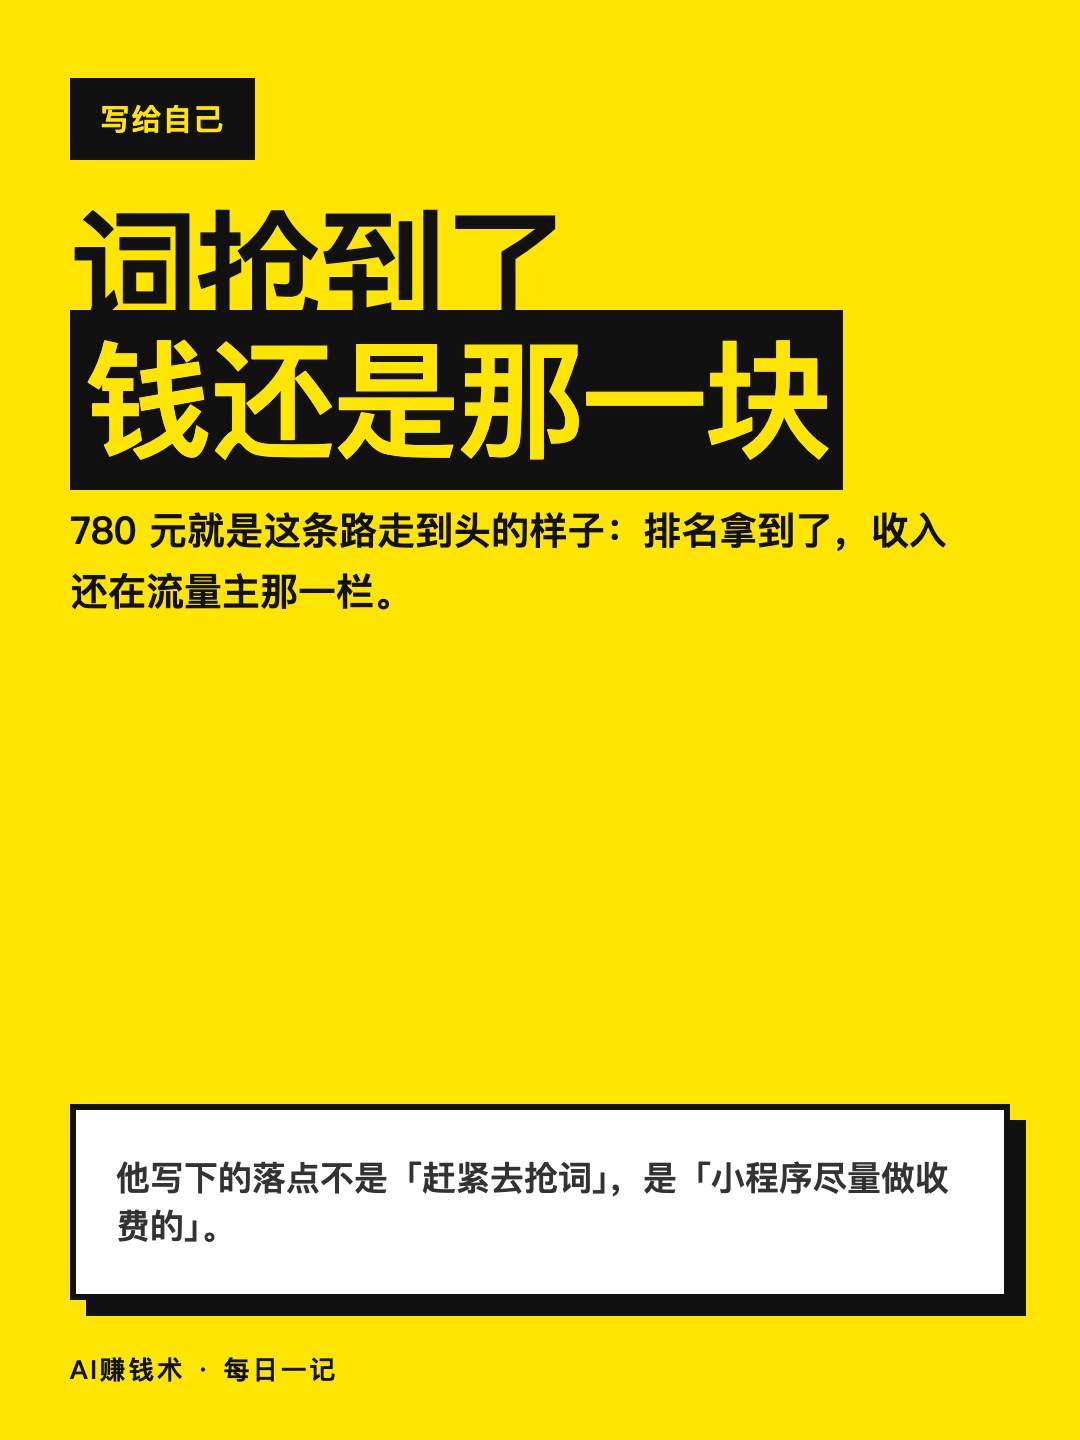 写给自己
词抢到了
钱还是那一块
780 元就是这条路走到头的样子：排名拿到了，收入
还在流量主那一栏。
他写下的落点不是「赶紧去抢词」，是「小程序尽量做收
费的」。
AI赚钱术 · 每日一记